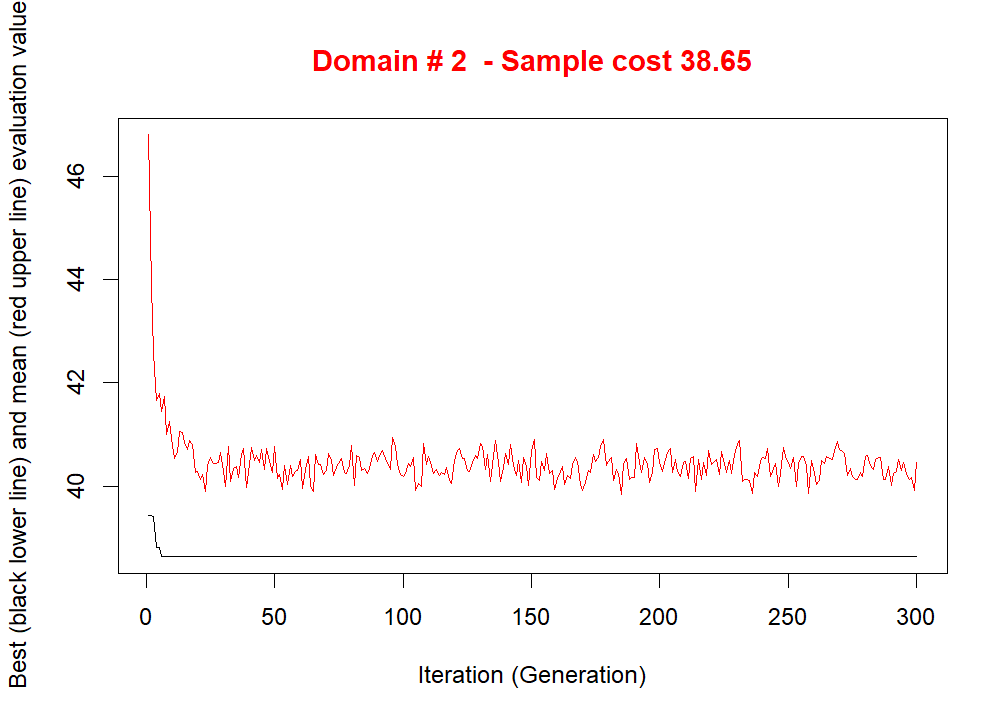 Domain # 2  - Sample cost 38.65
Best (black lower line) and mean (red upper line) evaluation value
46
44
42
40
0 50 100 150 200 250 300
Iteration (Generation)